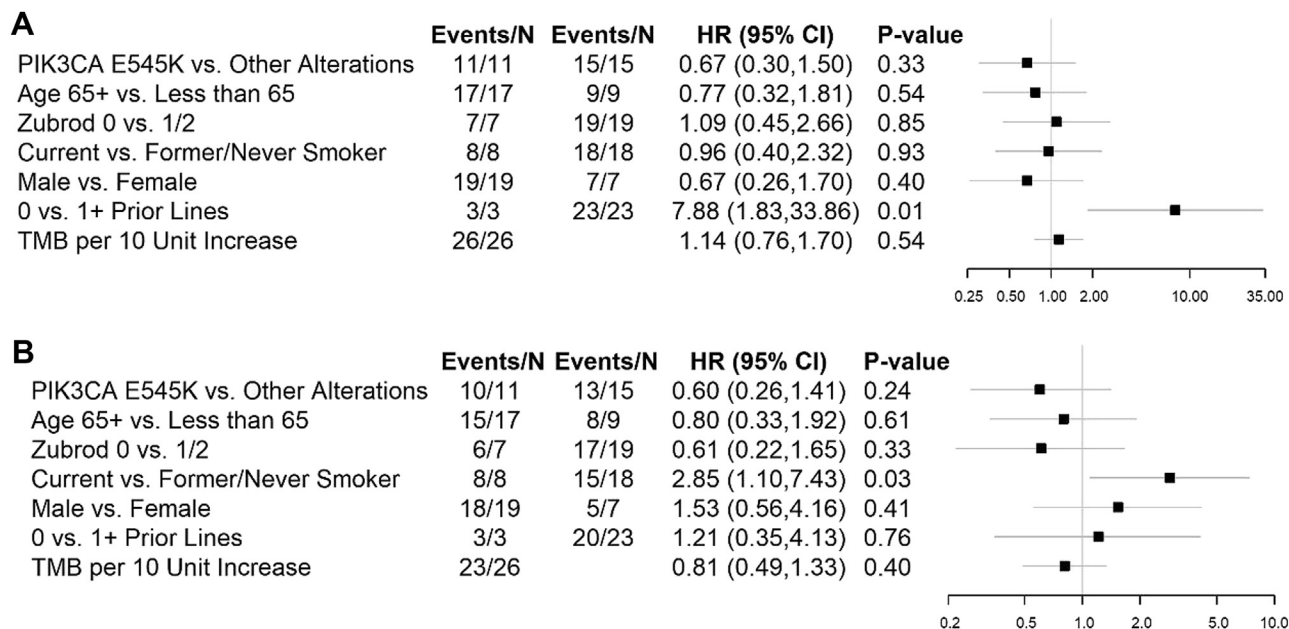 A
Events/N Events/N HR (95% CI) P-value
PIK3CA E545K vs. Other Alterations 11/11 15/15 0.67 (0.30,1.50) 0.33
Age 65+ vs. Less than 65 17/17 9/9 0.77 (0.32,1.81) 0.54
Zubrod 0 vs. 1/2 7/7 19/19 1.09 (0.45,2.66) 0.85
Current vs. Former/Never Smoker 8/8 18/18 0.96 (0.40,2.32) 0.93
Male vs. Female 19/19 7/7 0.67 (0.26,1.70) 0.40
0 vs. 1+ Prior Lines 3/3 23/23 7.88 (1.83,33.86) 0.01
TMB per 10 Unit Increase 26/26 1.14 (0.76,1.70) 0.54
0.25 0.50 1.00 2.00 10.00 35.00
B
Events/N Events/N HR (95% CI) P-value
PIK3CA E545K vs. Other Alterations 10/11 13/15 0.60 (0.26,1.41) 0.24
Age 65+ vs. Less than 65 15/17 8/9 0.80 (0.33,1.92) 0.61
Zubrod 0 vs. 1/2 6/7 17/19 0.61 (0.22,1.65) 0.33
Current vs. Former/Never Smoker 8/8 15/18 2.85 (1.10,7.43) 0.03
Male vs. Female 18/19 5/7 1.53 (0.56,4.16) 0.41
0 vs. 1+ Prior Lines 3/3 20/23 1.21 (0.35,4.13) 0.76
TMB per 10 Unit Increase 23/26 0.81 (0.49,1.33) 0.40
0.2 0.5 1.0 2.0 5.0 10.0